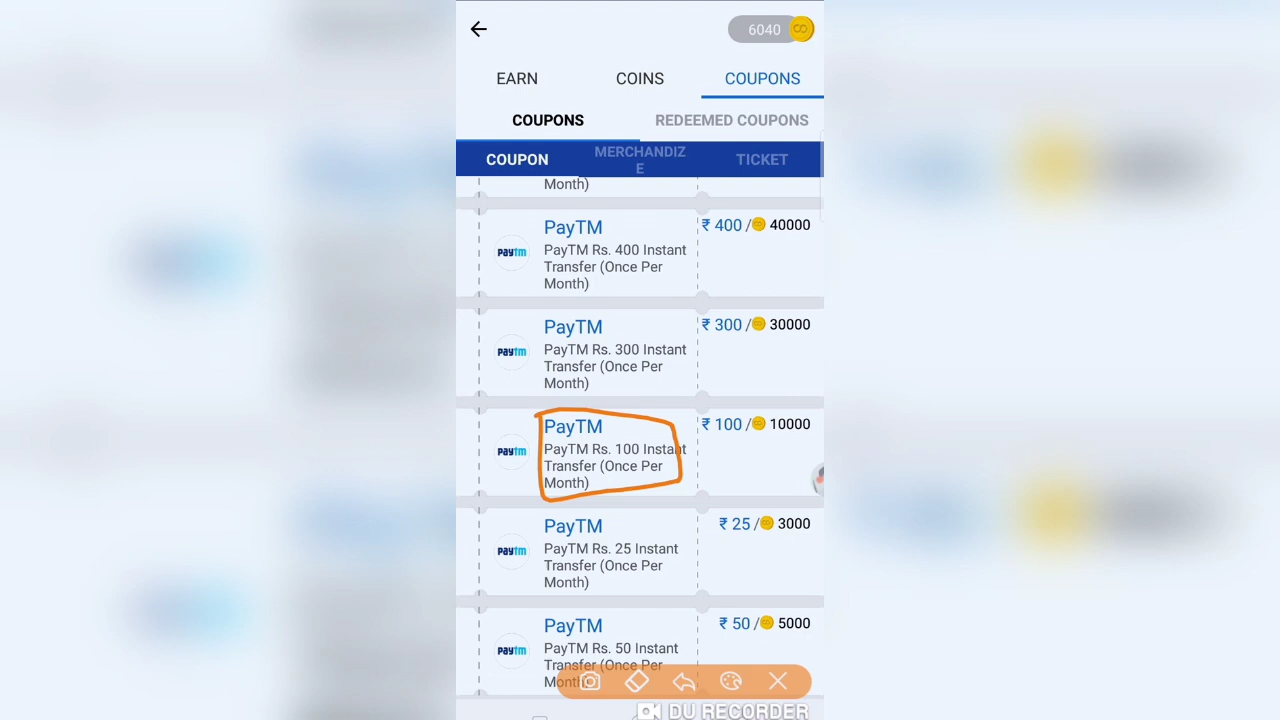 6040
EARN COINS COUPONS
COUPONS REDEEMED COUPONS
COUPON MERCHANDIZ
E TICKET
Month)
PayTM ₹ 400 / 40000
paytm PayTM Rs. 400 Instant
Transfer (Once Per
Month)
PayTM ₹ 300 / 30000
paytm PayTM Rs. 300 Instant
Transfer (Once Per
Month)
PayTM ₹ 100 / 10000
paytm PayTM Rs. 100 Instant
Transfer (Once Per
Month)
PayTM ₹ 25 / 3000
paytm PayTM Rs. 25 Instant
Transfer (Once Per
Month)
PayTM ₹ 50 / 5000
paytm PayTM Rs. 50 Instant
Transfer (Once Per
Month)
DU RECORDER